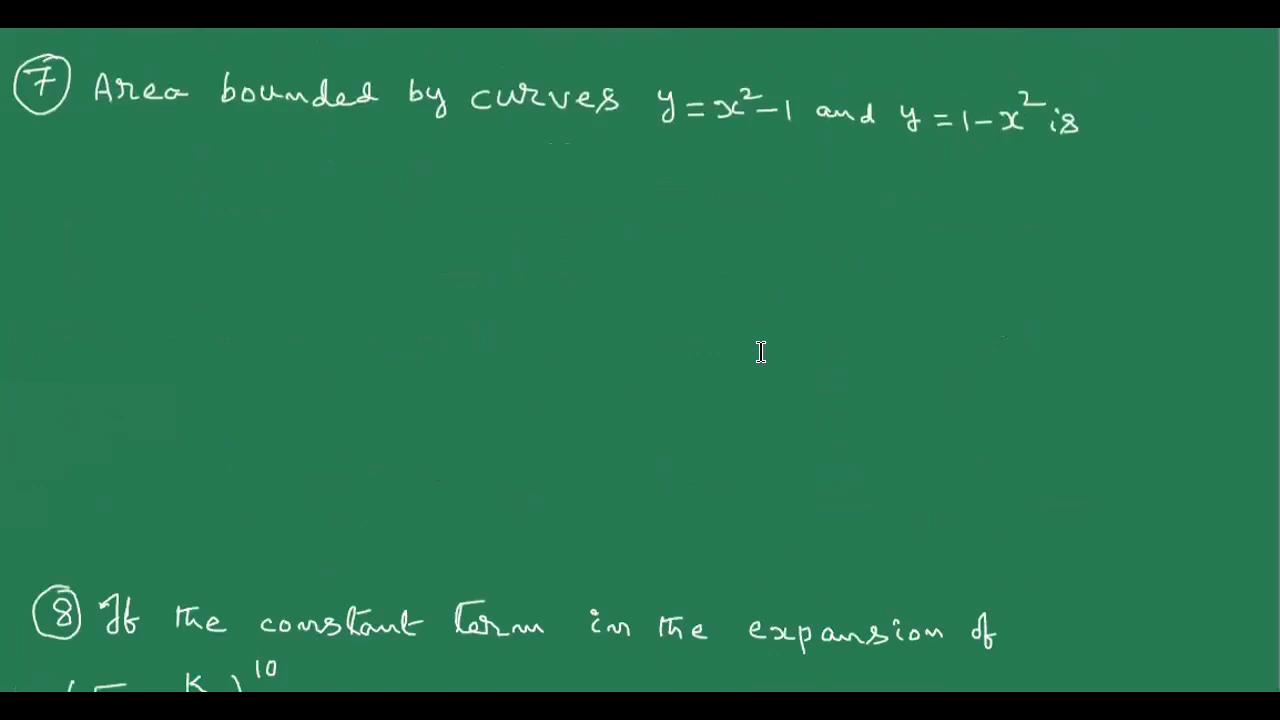 7 Area bounded by curves y = x² - 1 and y = 1 - x² is
8 If the constant term in the expansion of
k 10